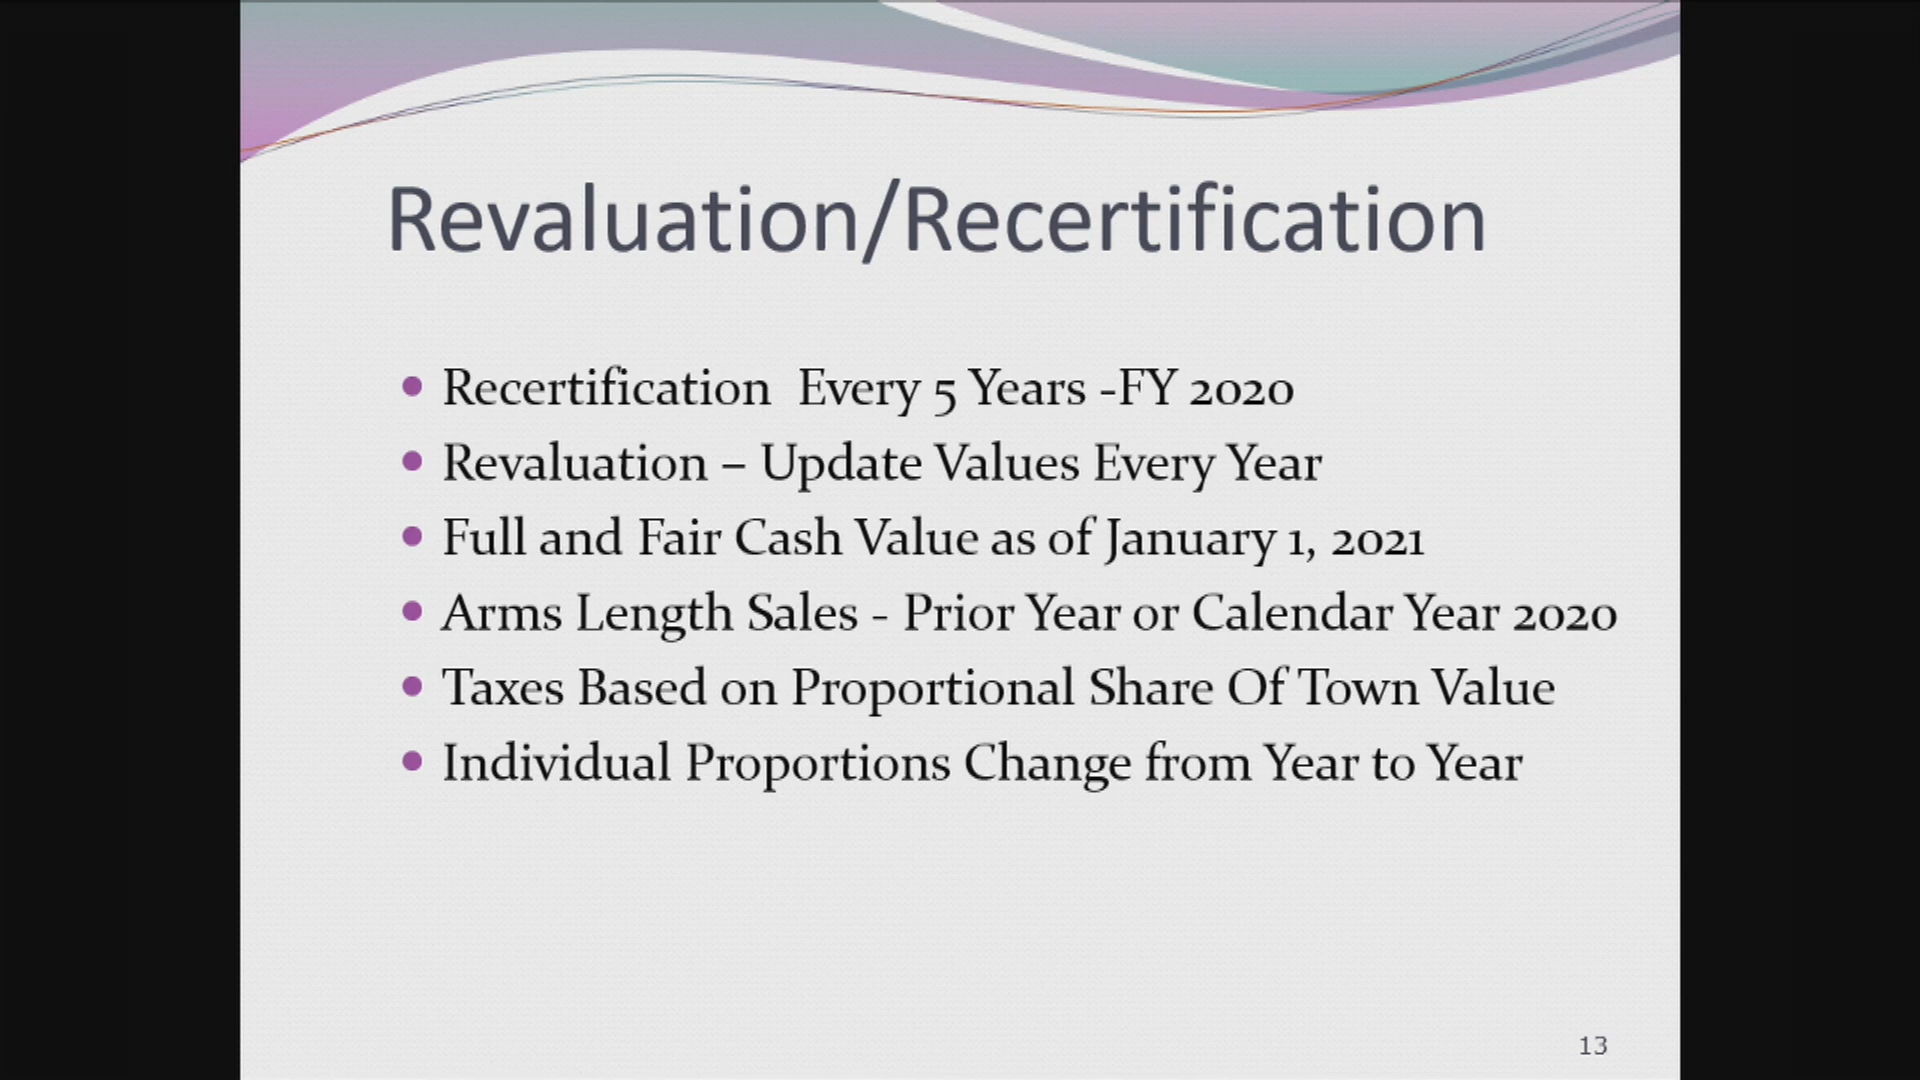 Revaluation/Recertification
• Recertification  Every 5 Years -FY 2020
• Revaluation – Update Values Every Year
• Full and Fair Cash Value as of January 1, 2021
• Arms Length Sales - Prior Year or Calendar Year 2020
• Taxes Based on Proportional Share Of Town Value
• Individual Proportions Change from Year to Year
13